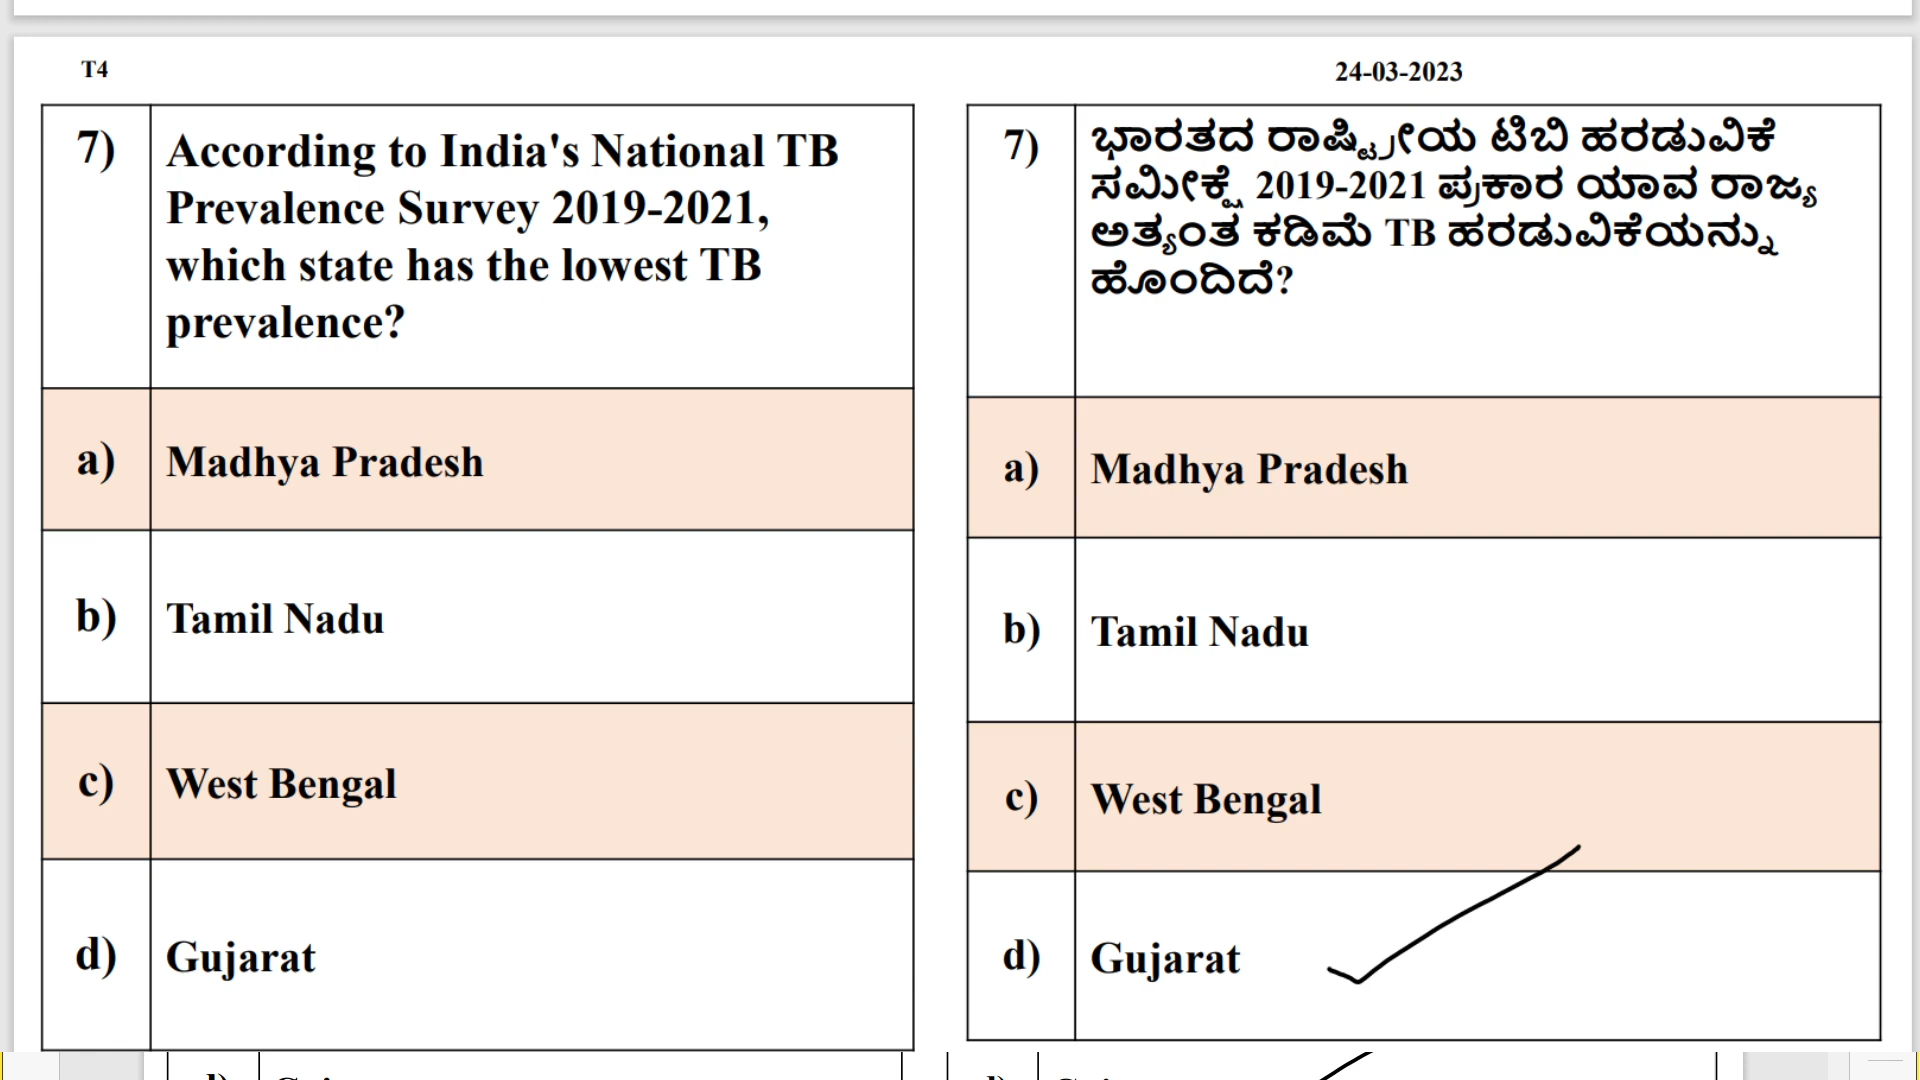 T4
24-03-2023
7)
According to India's National TB
Prevalence Survey 2019-2021,
which state has the lowest TB
prevalence?
a)
Madhya Pradesh
b)
Tamil Nadu
c)
West Bengal
d)
Gujarat
7)
ಭಾರತದ ರಾಷ್ಟ್ರೀಯ ಟಿಬಿ ಹರಡುವಿಕೆ
ಸಮೀಕ್ಷೆ 2019-2021 ಪ್ರಕಾರ ಯಾವ ರಾಜ್ಯ
ಅತ್ಯಂತ ಕಡಿಮೆ TB ಹರಡುವಿಕೆಯನ್ನು
ಹೊಂದಿದೆ?
a)
Madhya Pradesh
b)
Tamil Nadu
c)
West Bengal
d)
Gujarat